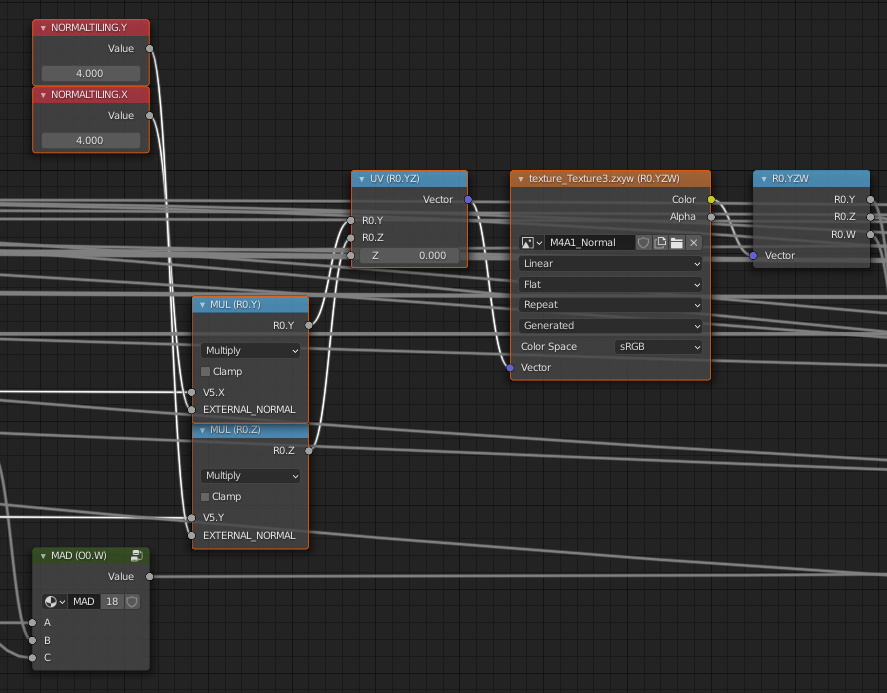 NORMALTILING.Y
Value
4.000
NORMALTILING.X
Value
4.000
UV (R0.YZ)
Vector
R0.Y
R0.Z
Z 0.000
texture_Texture3.zxyw (R0.YZW)
Color
Alpha
M4A1_Normal
Linear
Flat
Repeat
Generated
Color Space sRGB
Vector
R0.YZW
R0.Y
R0.Z
R0.W
Vector
MUL (R0.Y)
R0.Y
Multiply
Clamp
V5.X
EXTERNAL_NORMAL
MUL (R0.Z)
R0.Z
Multiply
Clamp
V5.Y
EXTERNAL_NORMAL
MAD (O0.W)
Value
MAD 18
A
B
C